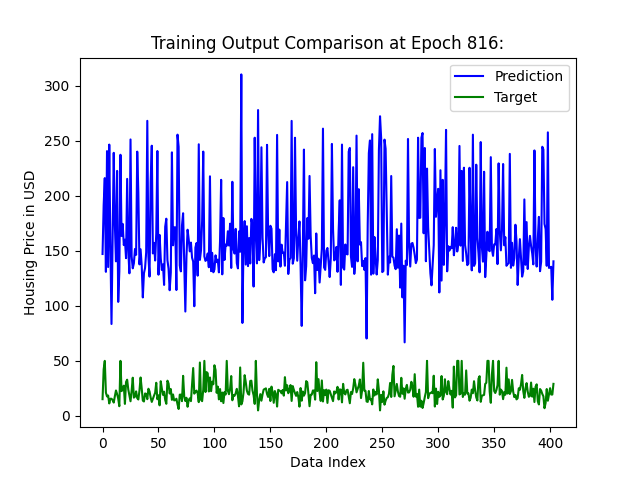 Training Output Comparison at Epoch 816:
Prediction
Target
Housing Price in USD
300
250
200
150
100
50
0
0 50 100 150 200 250 300 350 400
Data Index